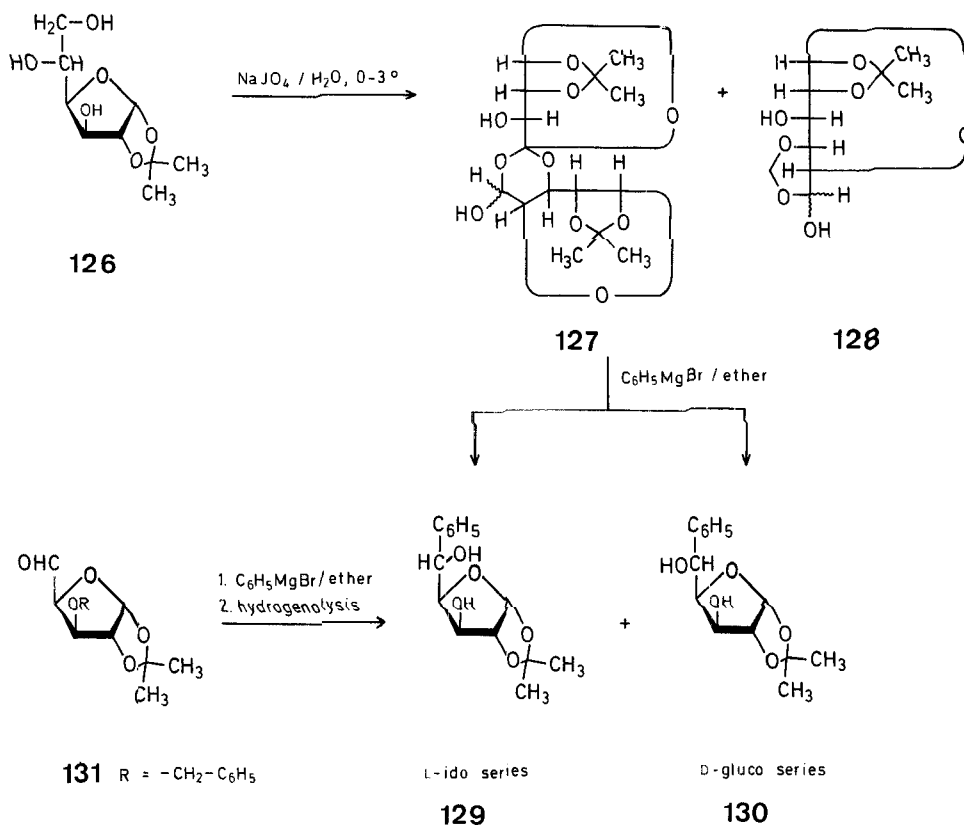 H₂C-OH
HO CH
O
OH
O
O CH₃
CH₃
126
NaJO₄ / H₂O, 0-3°
H O CH₃
H O CH₃
HO H
O
O
H O H H
HO H H O O
H₃C CH₃
O
127
+
H O CH₃
H O CH₃
HO H
O H O
H
O H
OH
128
C₆H₅MgBr / ether
OHC O
OR
O
O CH₃
CH₃
131 R = -CH₂-C₆H₅
1. C₆H₅MgBr/ether
2. hydrogenolysis
C₆H₅
HC OH
O
OH
O
O CH₃
CH₃
L-ido series
129
+
C₆H₅
HOCH
O
OH
O
O CH₃
CH₃
D-gluco series
130